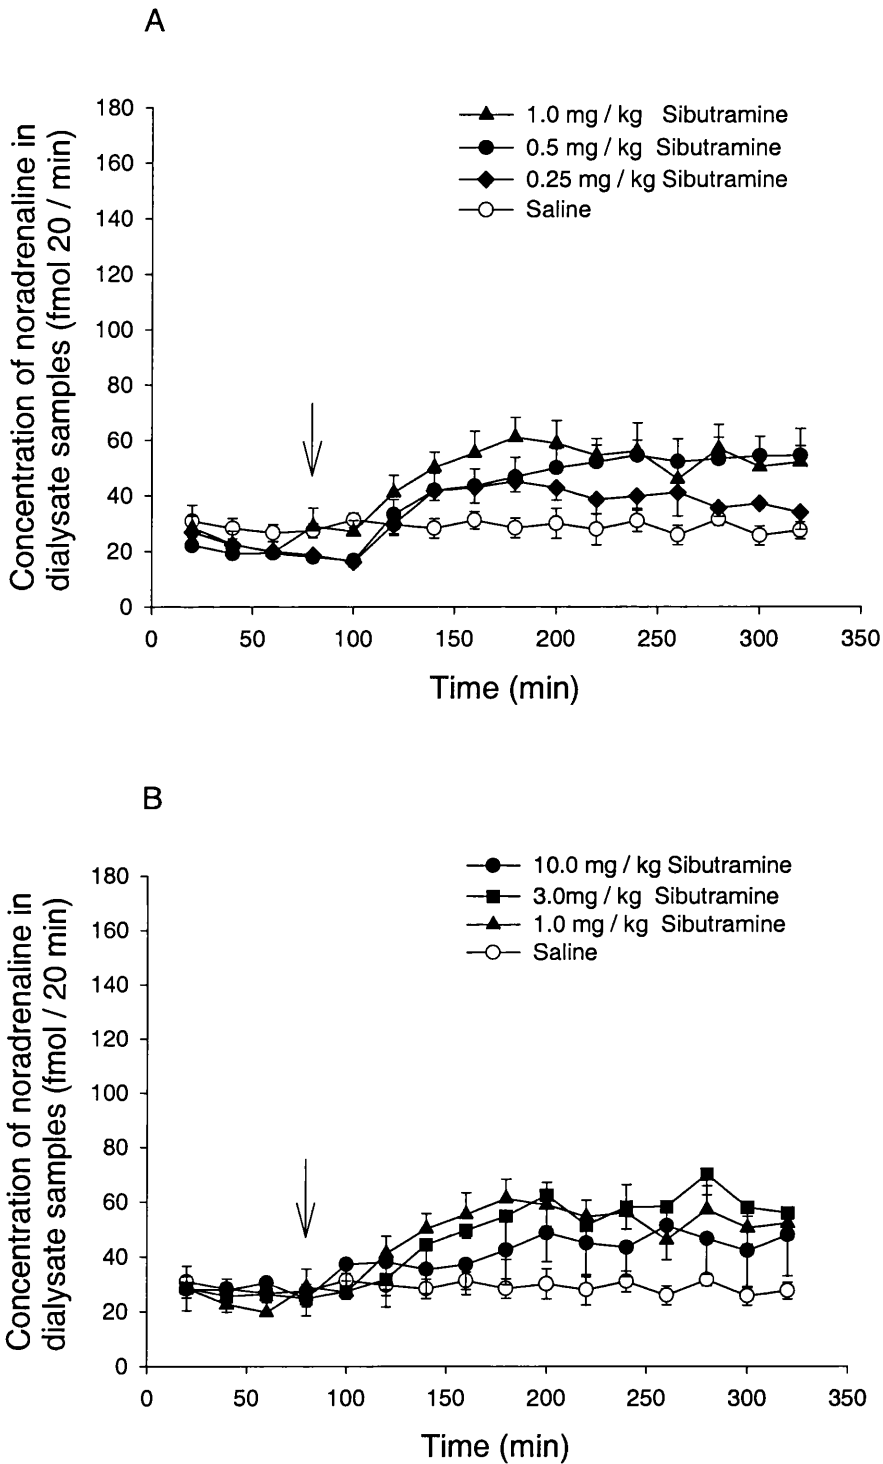 A
Concentration of noradrenaline in
dialysate samples (fmol 20 / min)
180
160
140
120
100
80
60
40
20
0
1.0 mg / kg Sibutramine
0.5 mg / kg Sibutramine
0.25 mg / kg Sibutramine
Saline
0 50 100 150 200 250 300 350
Time (min)
B
Concentration of noradrenaline in
dialysate samples (fmol / 20 min)
180
160
140
120
100
80
60
40
20
0
10.0 mg / kg Sibutramine
3.0mg / kg Sibutramine
1.0 mg / kg Sibutramine
Saline
0 50 100 150 200 250 300 350
Time (min)